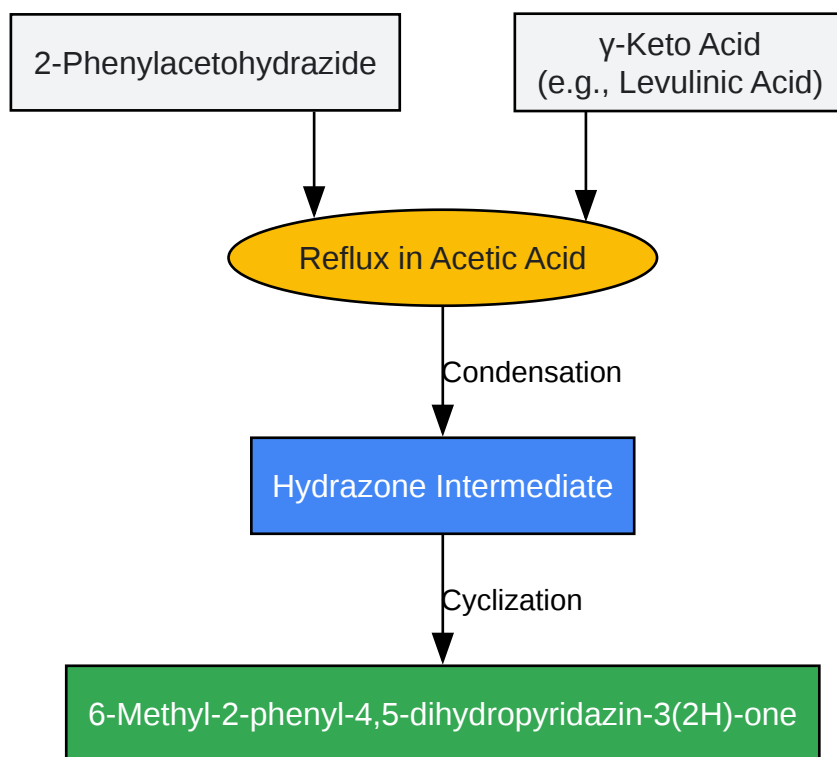 2-Phenylacetohydrazide
γ-Keto Acid
(e.g., Levulinic Acid)
Reflux in Acetic Acid
Condensation
Hydrazone Intermediate
Cyclization
6-Methyl-2-phenyl-4,5-dihydropyridazin-3(2H)-one